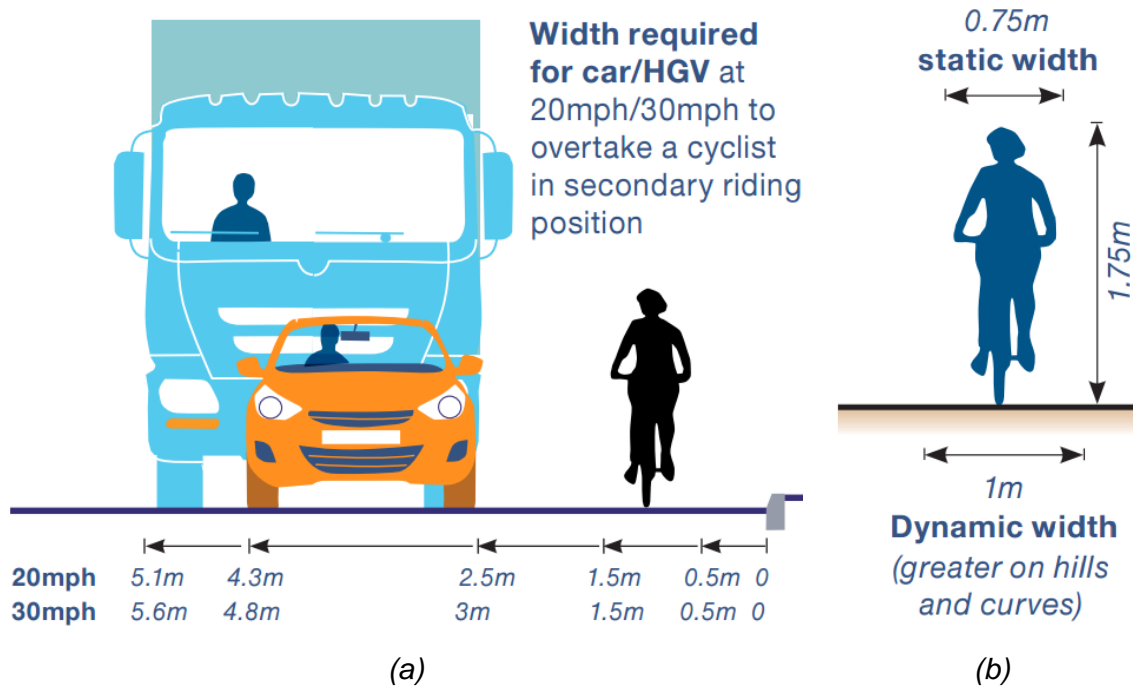 Width required
for car/HGV at
20mph/30mph to
overtake a cyclist
in secondary riding
position
20mph 5.1m 4.3m 2.5m 1.5m 0.5m 0
30mph 5.6m 4.8m 3m 1.5m 0.5m 0
(a)
0.75m
static width
1.75m
1m
Dynamic width
(greater on hills
and curves)
(b)